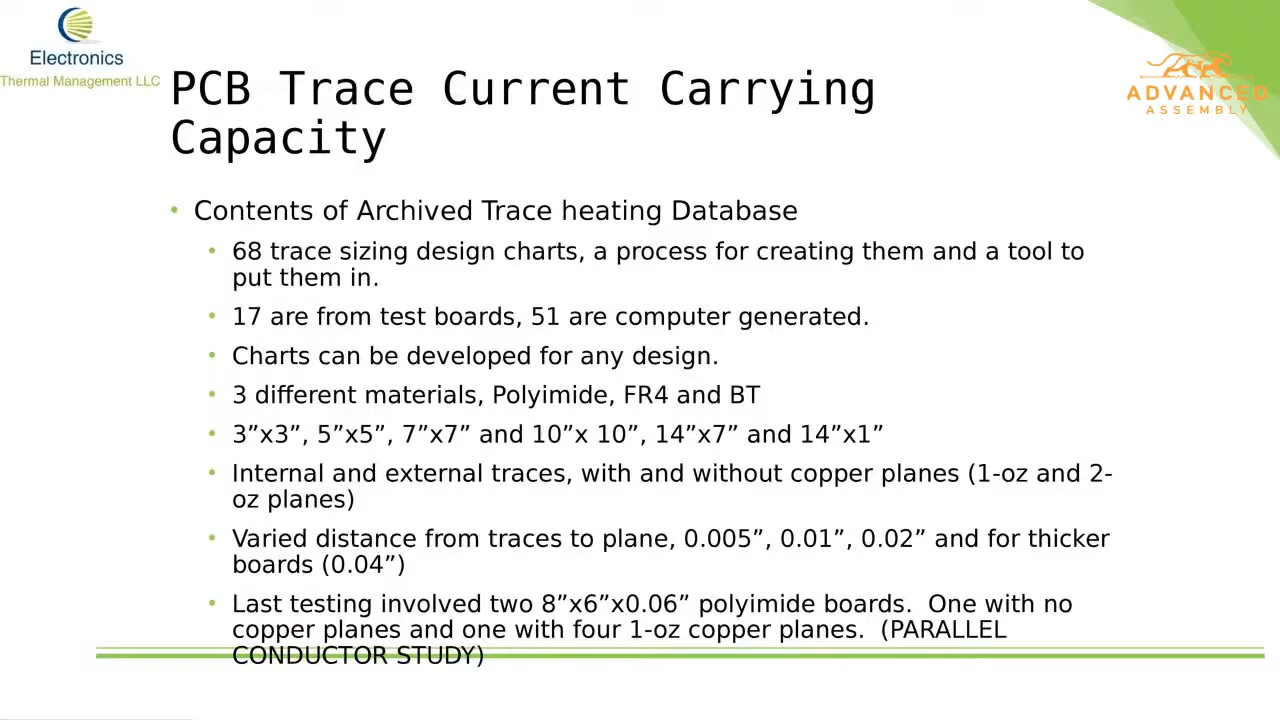 Electronics
Thermal Management LLC
ADVANCED
ASSEMBLY
PCB Trace Current Carrying
Capacity
• Contents of Archived Trace heating Database
• 68 trace sizing design charts, a process for creating them and a tool to
put them in.
• 17 are from test boards, 51 are computer generated.
• Charts can be developed for any design.
• 3 different materials, Polyimide, FR4 and BT
• 3”x3”, 5”x5”, 7”x7” and 10”x 10”, 14”x7” and 14”x1”
• Internal and external traces, with and without copper planes (1-oz and 2-
oz planes)
• Varied distance from traces to plane, 0.005”, 0.01”, 0.02” and for thicker
boards (0.04”)
• Last testing involved two 8”x6”x0.06” polyimide boards.  One with no
copper planes and one with four 1-oz copper planes.  (PARALLEL
CONDUCTOR STUDY)